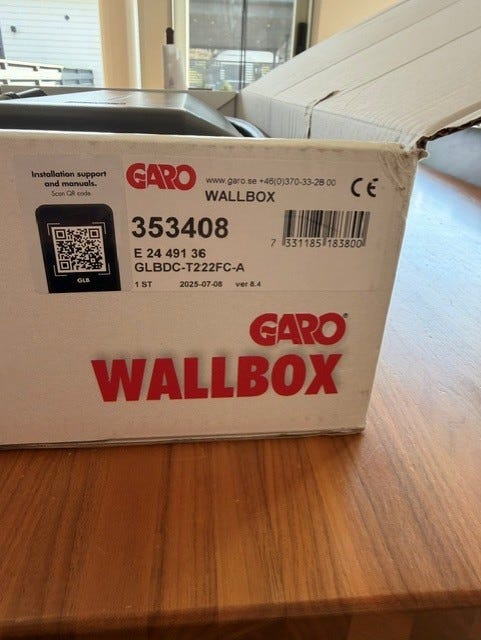 Installation support
and manuals.
Scan QR code.
GLB
GARO www.garo.se +46(0)370-33-28 00
WALLBOX
CE
353408
7 331185 183800
E 24 491 36
GLBDC-T222FC-A
1 ST 2025-07-08 ver 8.4
GARO®
WALLBOX